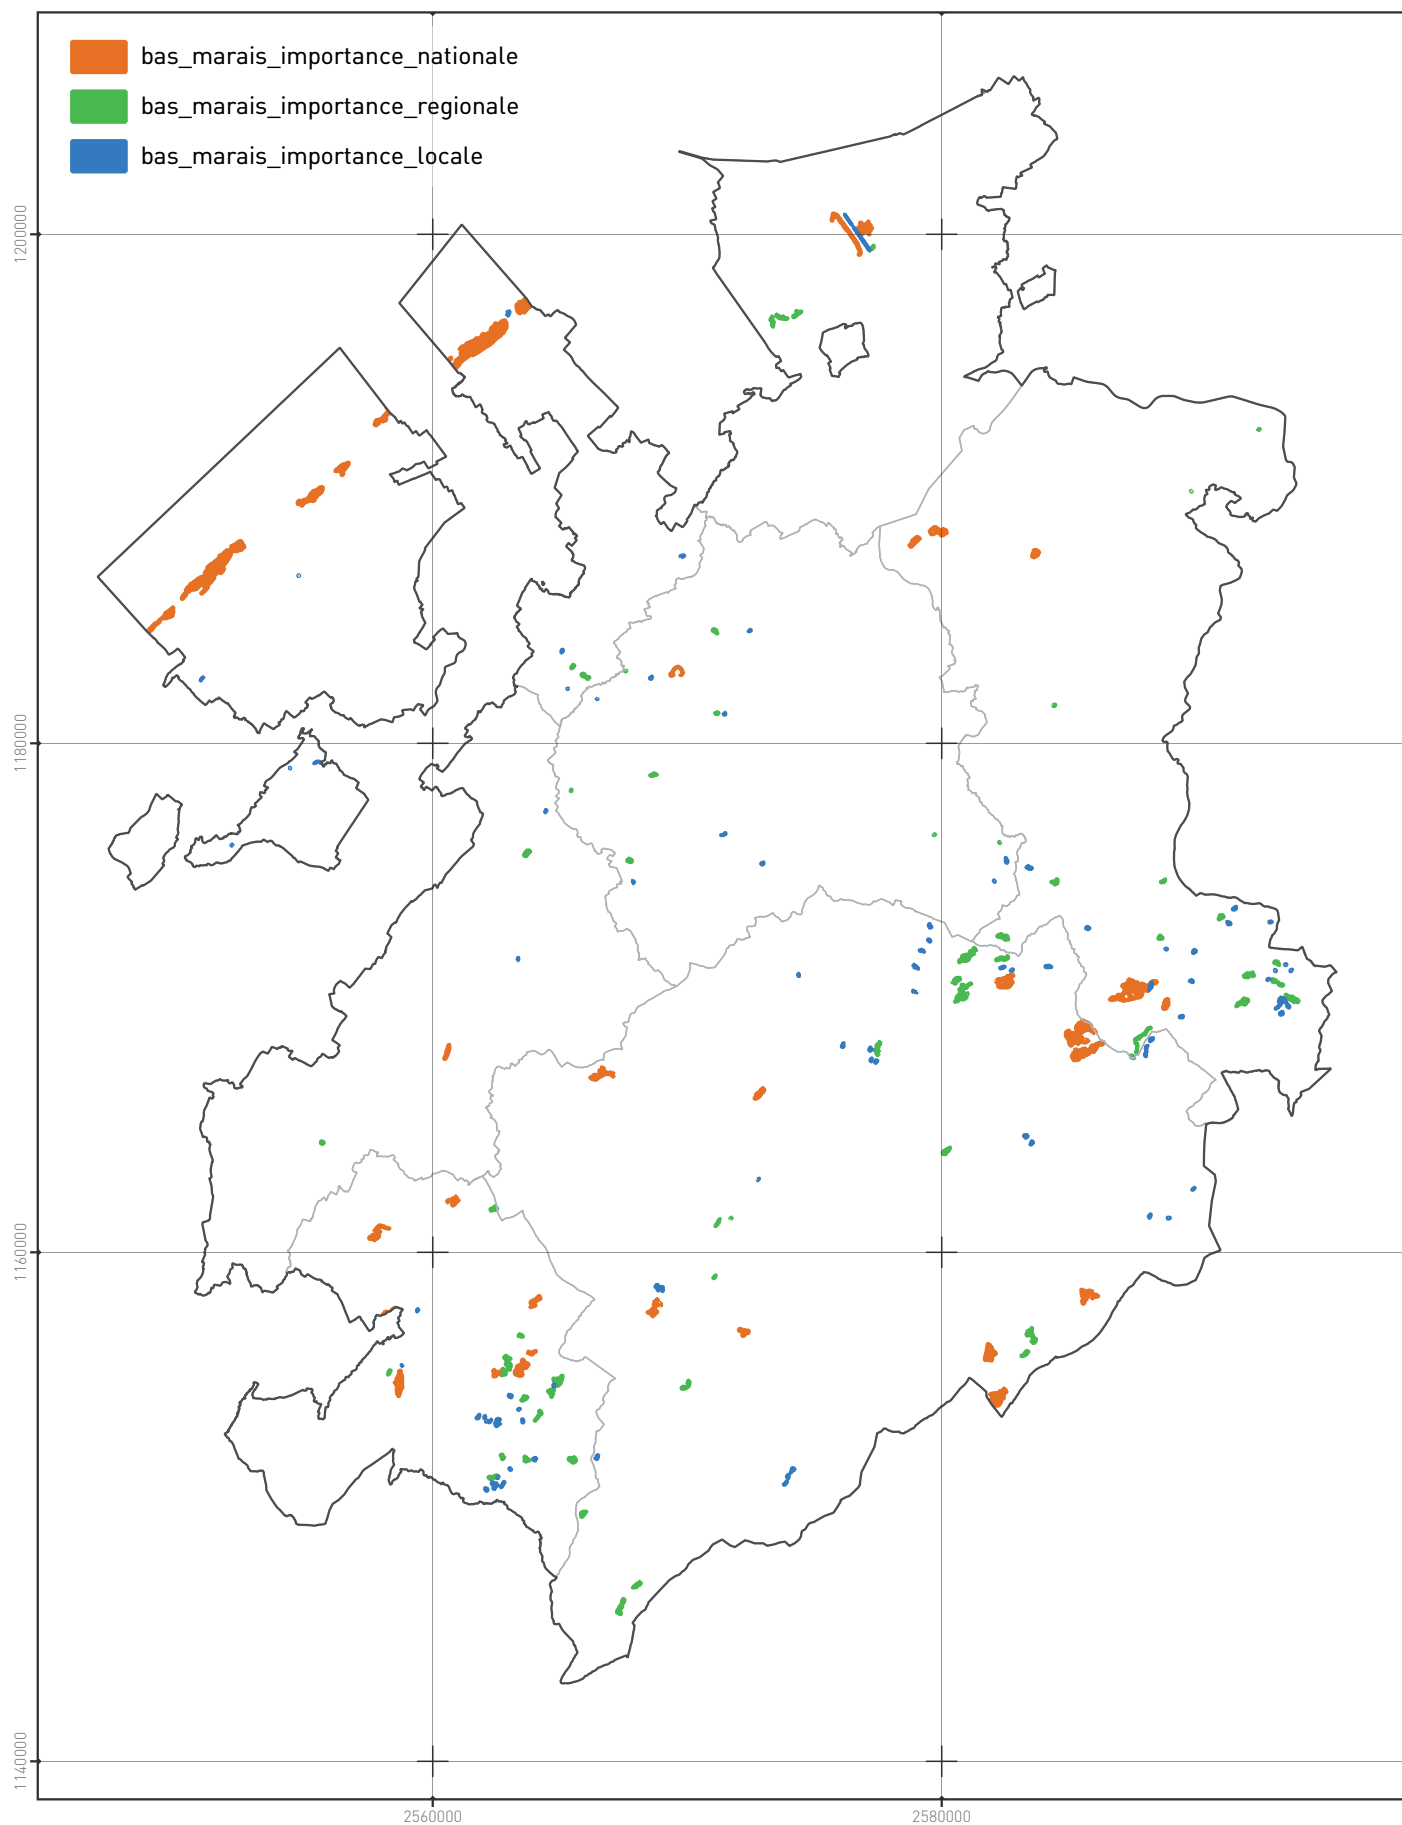 bas_marais_importance_nationale
bas_marais_importance_regionale
bas_marais_importance_locale
1200000
1180000
1160000
1140000
2560000
2580000